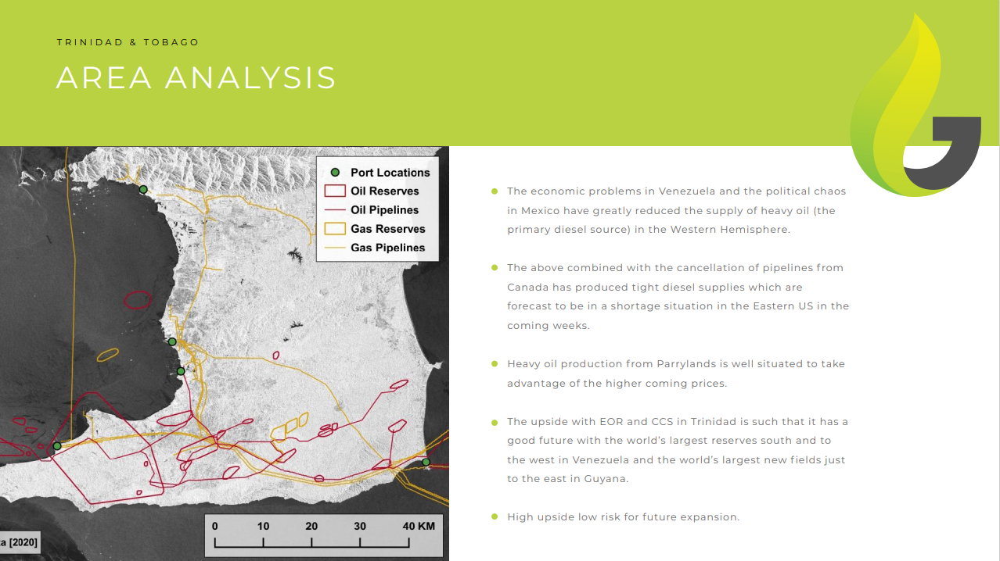 TRINIDAD & TOBAGO
AREA ANALYSIS
Port Locations
Oil Reserves
Oil Pipelines
Gas Reserves
Gas Pipelines
0 10 20 30 40 KM
[2020]
The economic problems in Venezuela and the political chaos
in Mexico have greatly reduced the supply of heavy oil (the
primary diesel source) in the Western Hemisphere.
The above combined with the cancellation of pipelines from
Canada has produced tight diesel supplies which are
forecast to be in a shortage situation in the Eastern US in the
coming weeks.
Heavy oil production from Parrylands is well situated to take
advantage of the higher coming prices.
The upside with EOR and CCS in Trinidad is such that it has a
good future with the world’s largest reserves south and to
the west in Venezuela and the world’s largest new fields just
to the east in Guyana.
High upside low risk for future expansion.